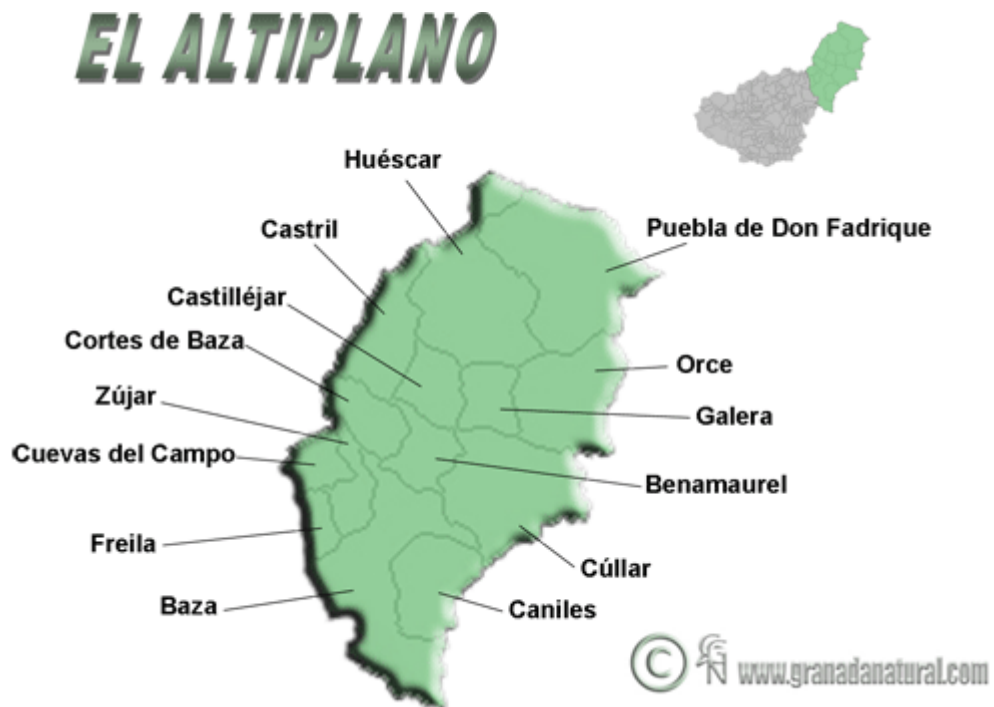 EL ALTIPLANO
Huéscar
Castril
Puebla de Don Fadrique
Castilléjar
Cortes de Baza
Orce
Zújar
Galera
Cuevas del Campo
Benamaurel
Freila
Cúllar
Baza
Caniles
© GN www.granadanatural.com